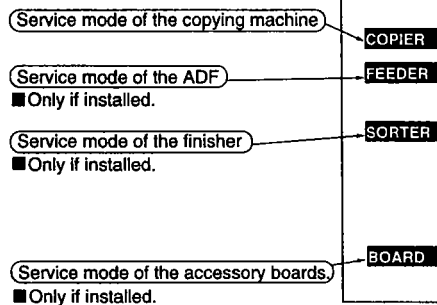 Service mode of the copying machine
COPIER
Service mode of the ADF
FEEDER
■Only if installed.
Service mode of the finisher
SORTER
■Only if installed.
BOARD
Service mode of the accessory boards.
■Only if installed.